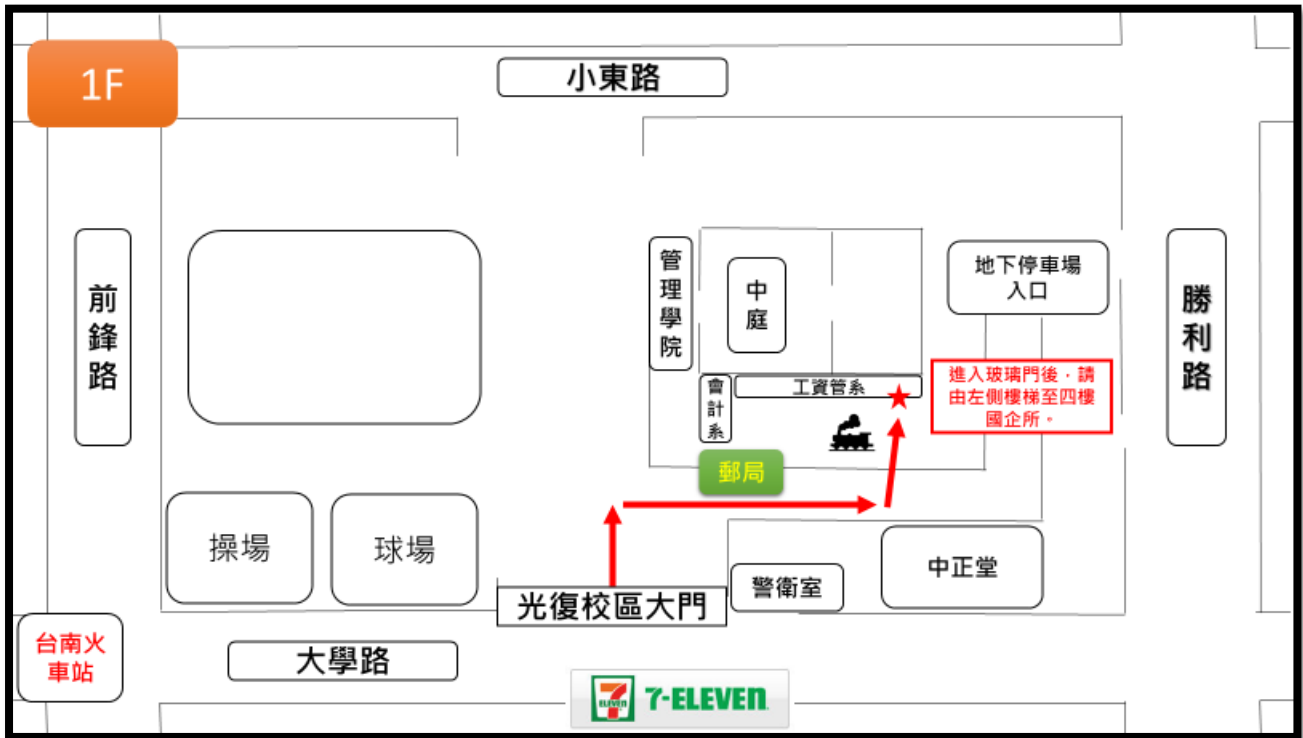 1F
小東路
前
鋒
路
管
理
學
院
中
庭
地下停車場
入口
勝
利
路
會
計
系
工資管系
進入玻璃門後，請
由左側樓梯至四樓
國企所。
郵局
操場
球場
中正堂
警衛室
光復校區大門
台南火
車站
大學路
7
ELEVEN
7-ELEVEN